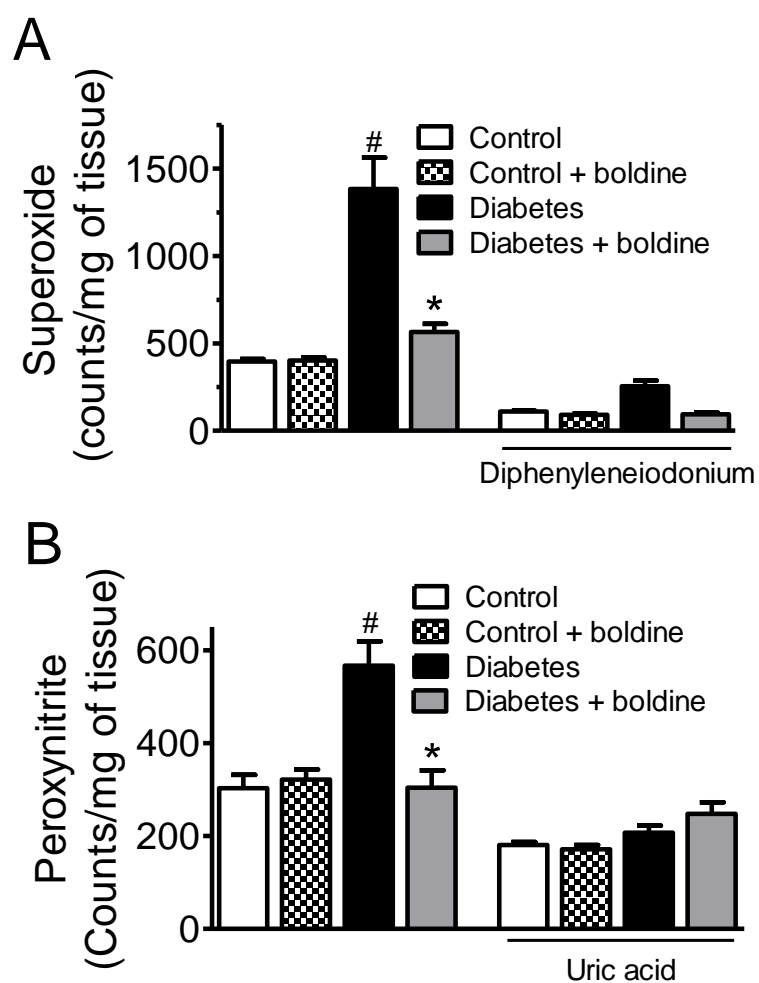 A
Superoxide
(counts/mg of tissue)
1500
1000
500
0
#
*
Control
Control + boldine
Diabetes
Diabetes + boldine
Diphenyleneiodonium
B
Peroxynitrite
(Counts/mg of tissue)
600
400
200
0
#
*
Control
Control + boldine
Diabetes
Diabetes + boldine
Uric acid